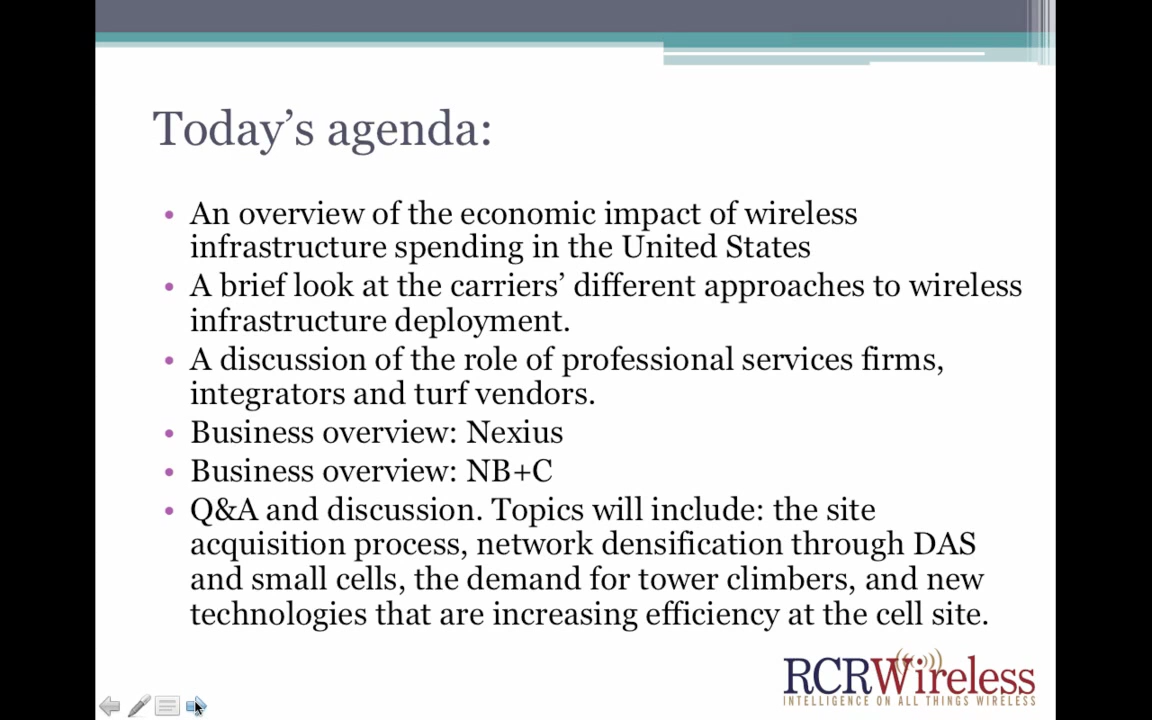 Today’s agenda:
• An overview of the economic impact of wireless
infrastructure spending in the United States
• A brief look at the carriers’ different approaches to wireless
infrastructure deployment.
• A discussion of the role of professional services firms,
integrators and turf vendors.
• Business overview: Nexius
• Business overview: NB+C
• Q&A and discussion. Topics will include: the site
acquisition process, network densification through DAS
and small cells, the demand for tower climbers, and new
technologies that are increasing efficiency at the cell site.
RCRWireless
INTELLIGENCE ON ALL THINGS WIRELESS